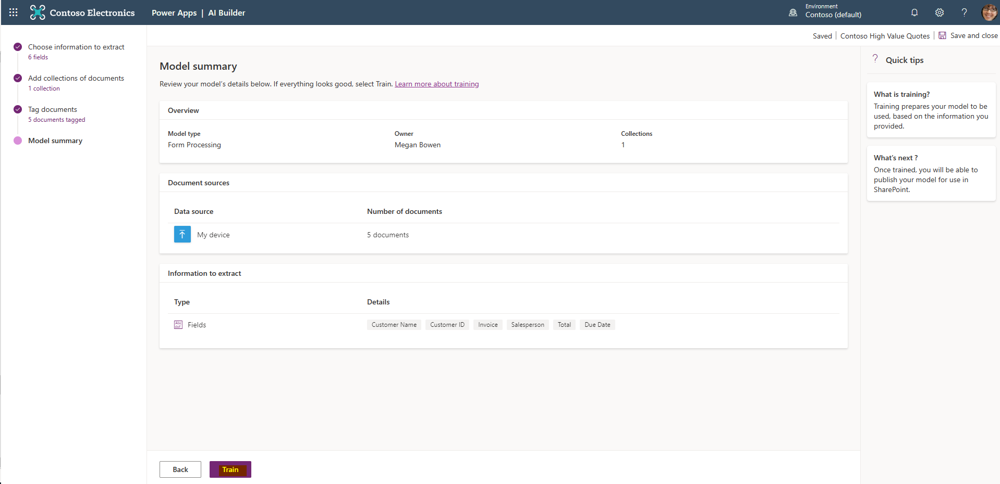 Contoso Electronics
Power Apps | AI Builder
Environment
Contoso (default)
Saved
Contoso High Value Quotes
Save and close
Choose information to extract
6 fields
Add collections of documents
1 collection
Tag documents
5 documents tagged
Model summary
Model summary
Review your model's details below. If everything looks good, select Train. Learn more about training
Overview
Model type
Owner
Collections
Form Processing
Megan Bowen
1
Document sources
Data source
Number of documents
My device
5 documents
Information to extract
Type
Details
Abc
def
Fields
Customer Name
Customer ID
Invoice
Salesperson
Total
Due Date
Back
Train
? Quick tips
What is training?
Training prepares your model to be
used, based on the information you
provided.
What's next ?
Once trained, you will be able to
publish your model for use in
SharePoint.